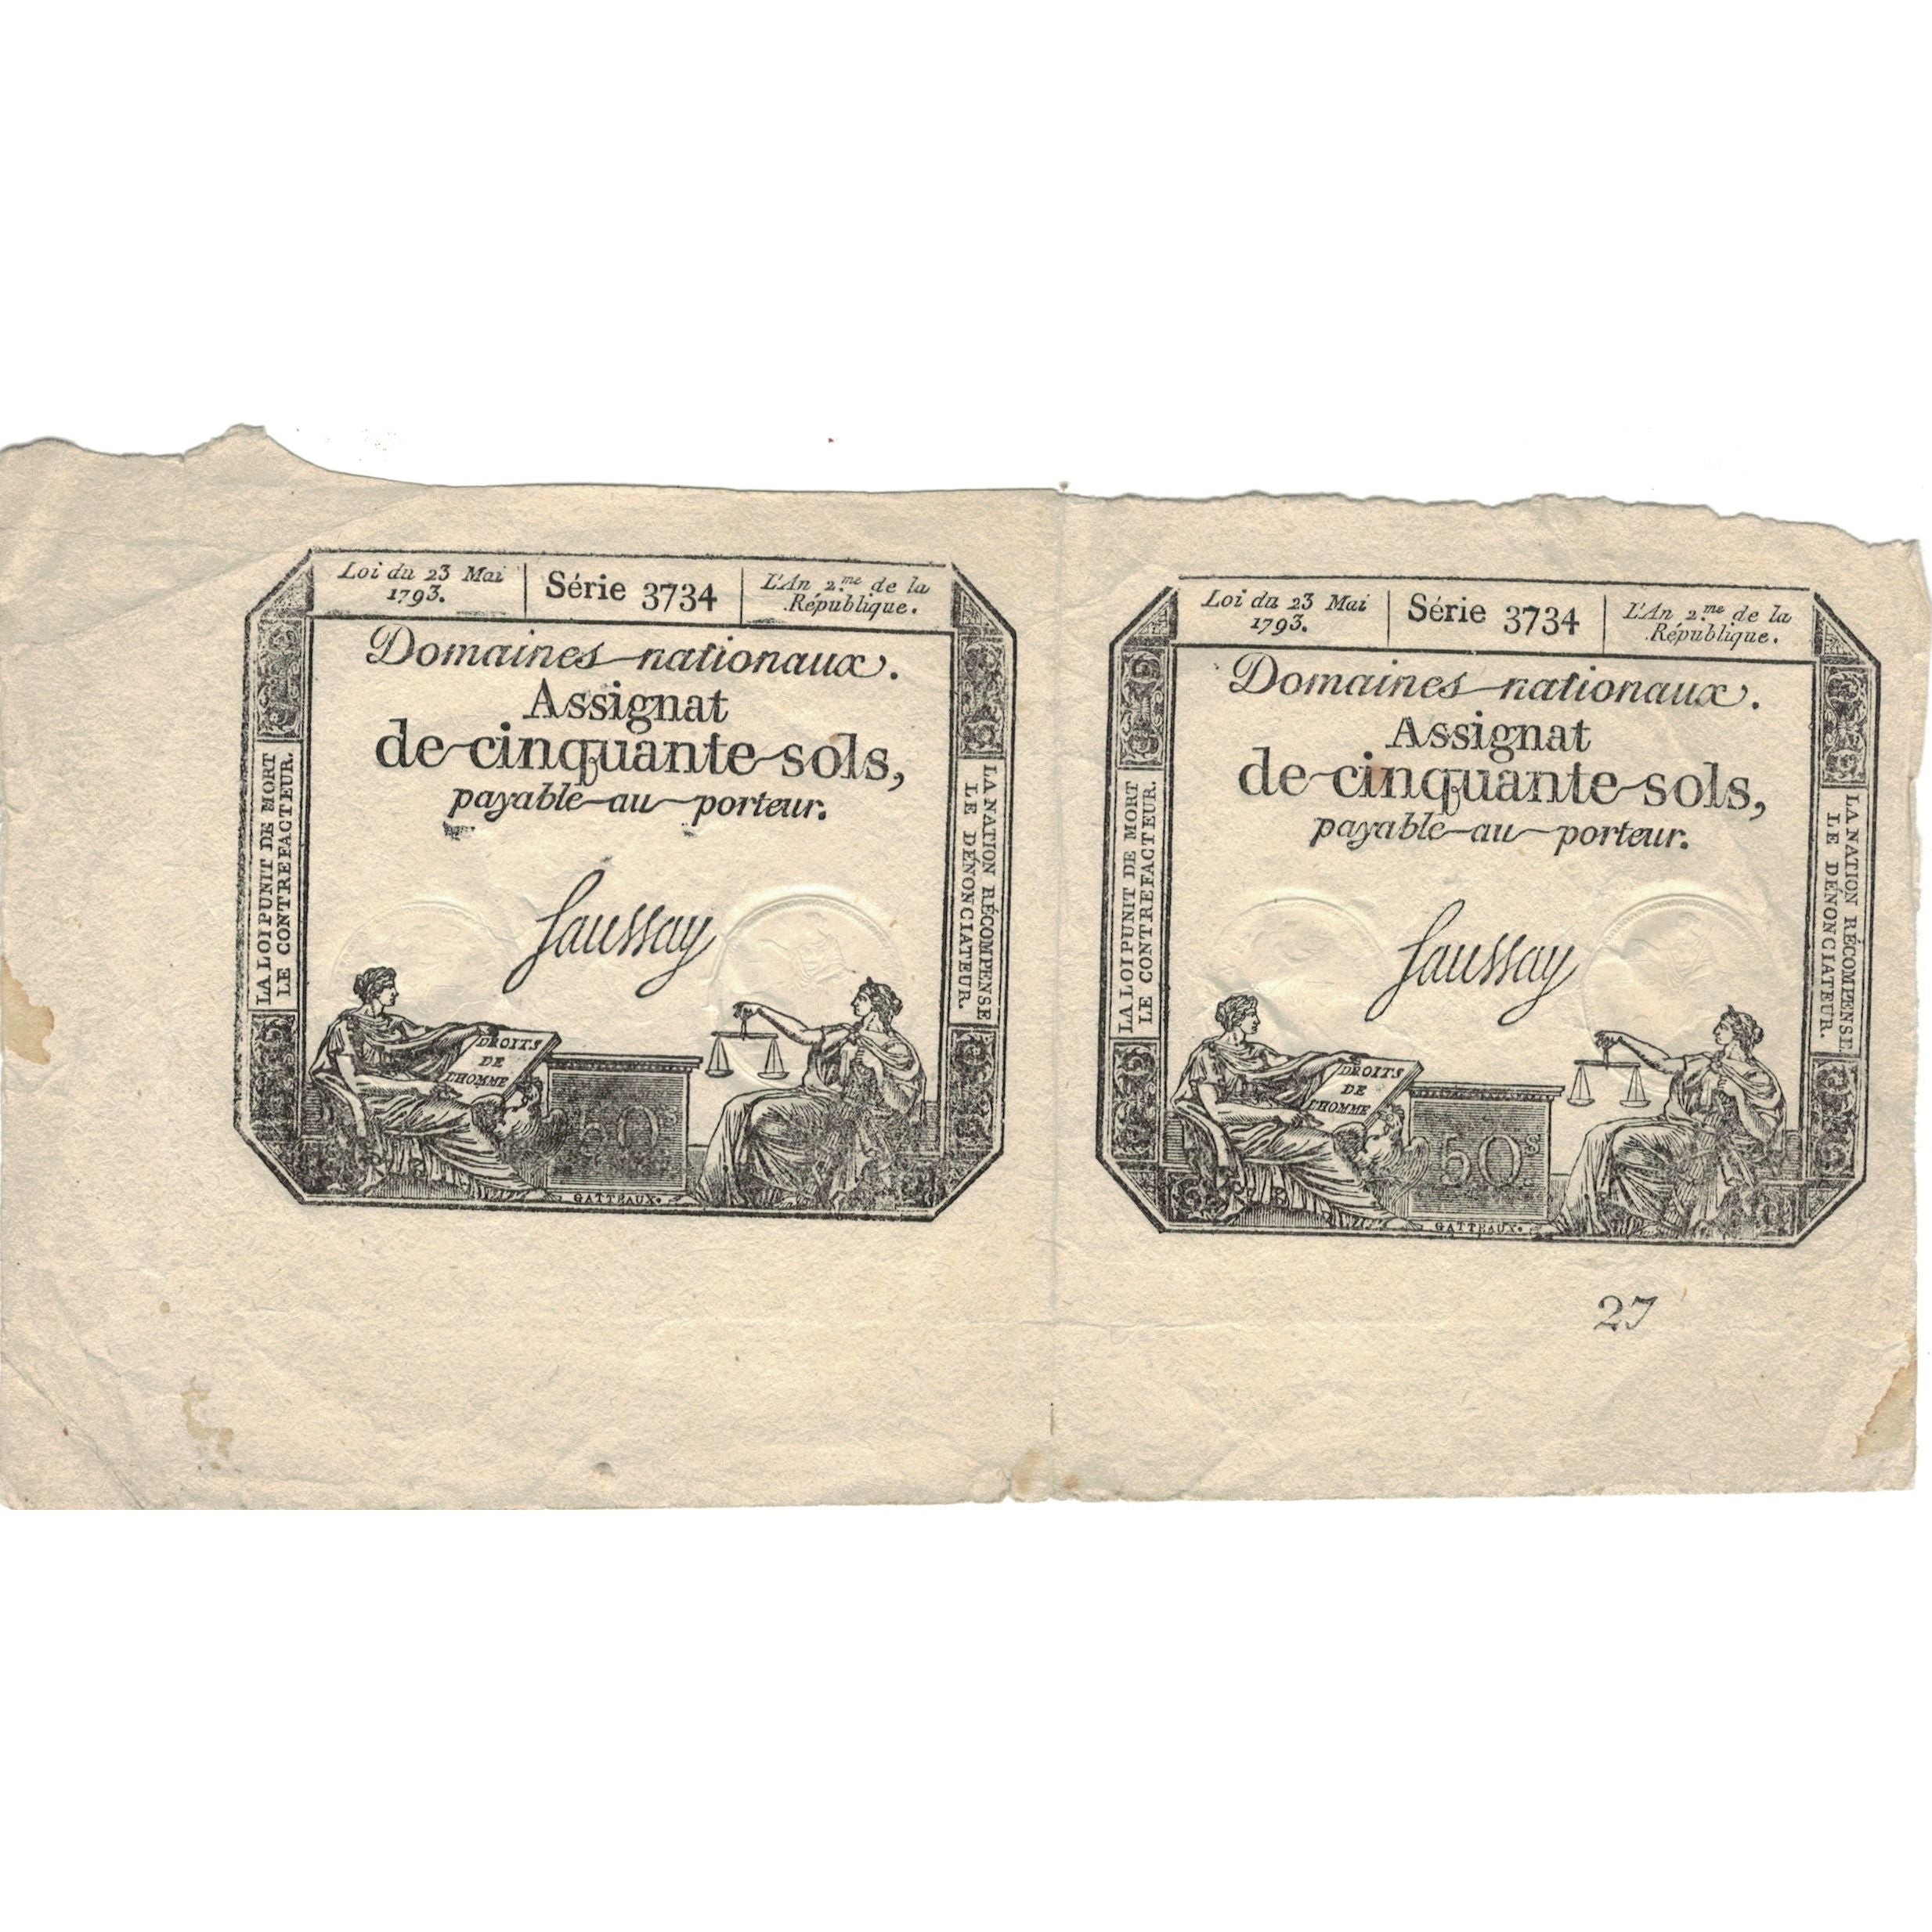 Loi du 23 Mai
1793.
Série 3734
L'An 2.me de la
République.
Domaines nationaux.
Assignat
de cinquante sols,
payable au porteur.
LA LOI PUNIT DE MORT
LE CONTREFACTEUR.
LA NATION RÉCOMPENSE
LE DÉNONCIATEUR.
Saussay
DROITS
DE
L'HOMME
50s
GATTEAUX.
Loi du 23 Mai
1793.
Série 3734
L'An 2.me de la
République.
Domaines nationaux.
Assignat
de cinquante sols,
payable au porteur.
LA LOI PUNIT DE MORT
LE CONTREFACTEUR.
LA NATION RÉCOMPENSE
LE DÉNONCIATEUR.
Saussay
DROITS
DE
L'HOMME
50s
GATTEAUX.
27